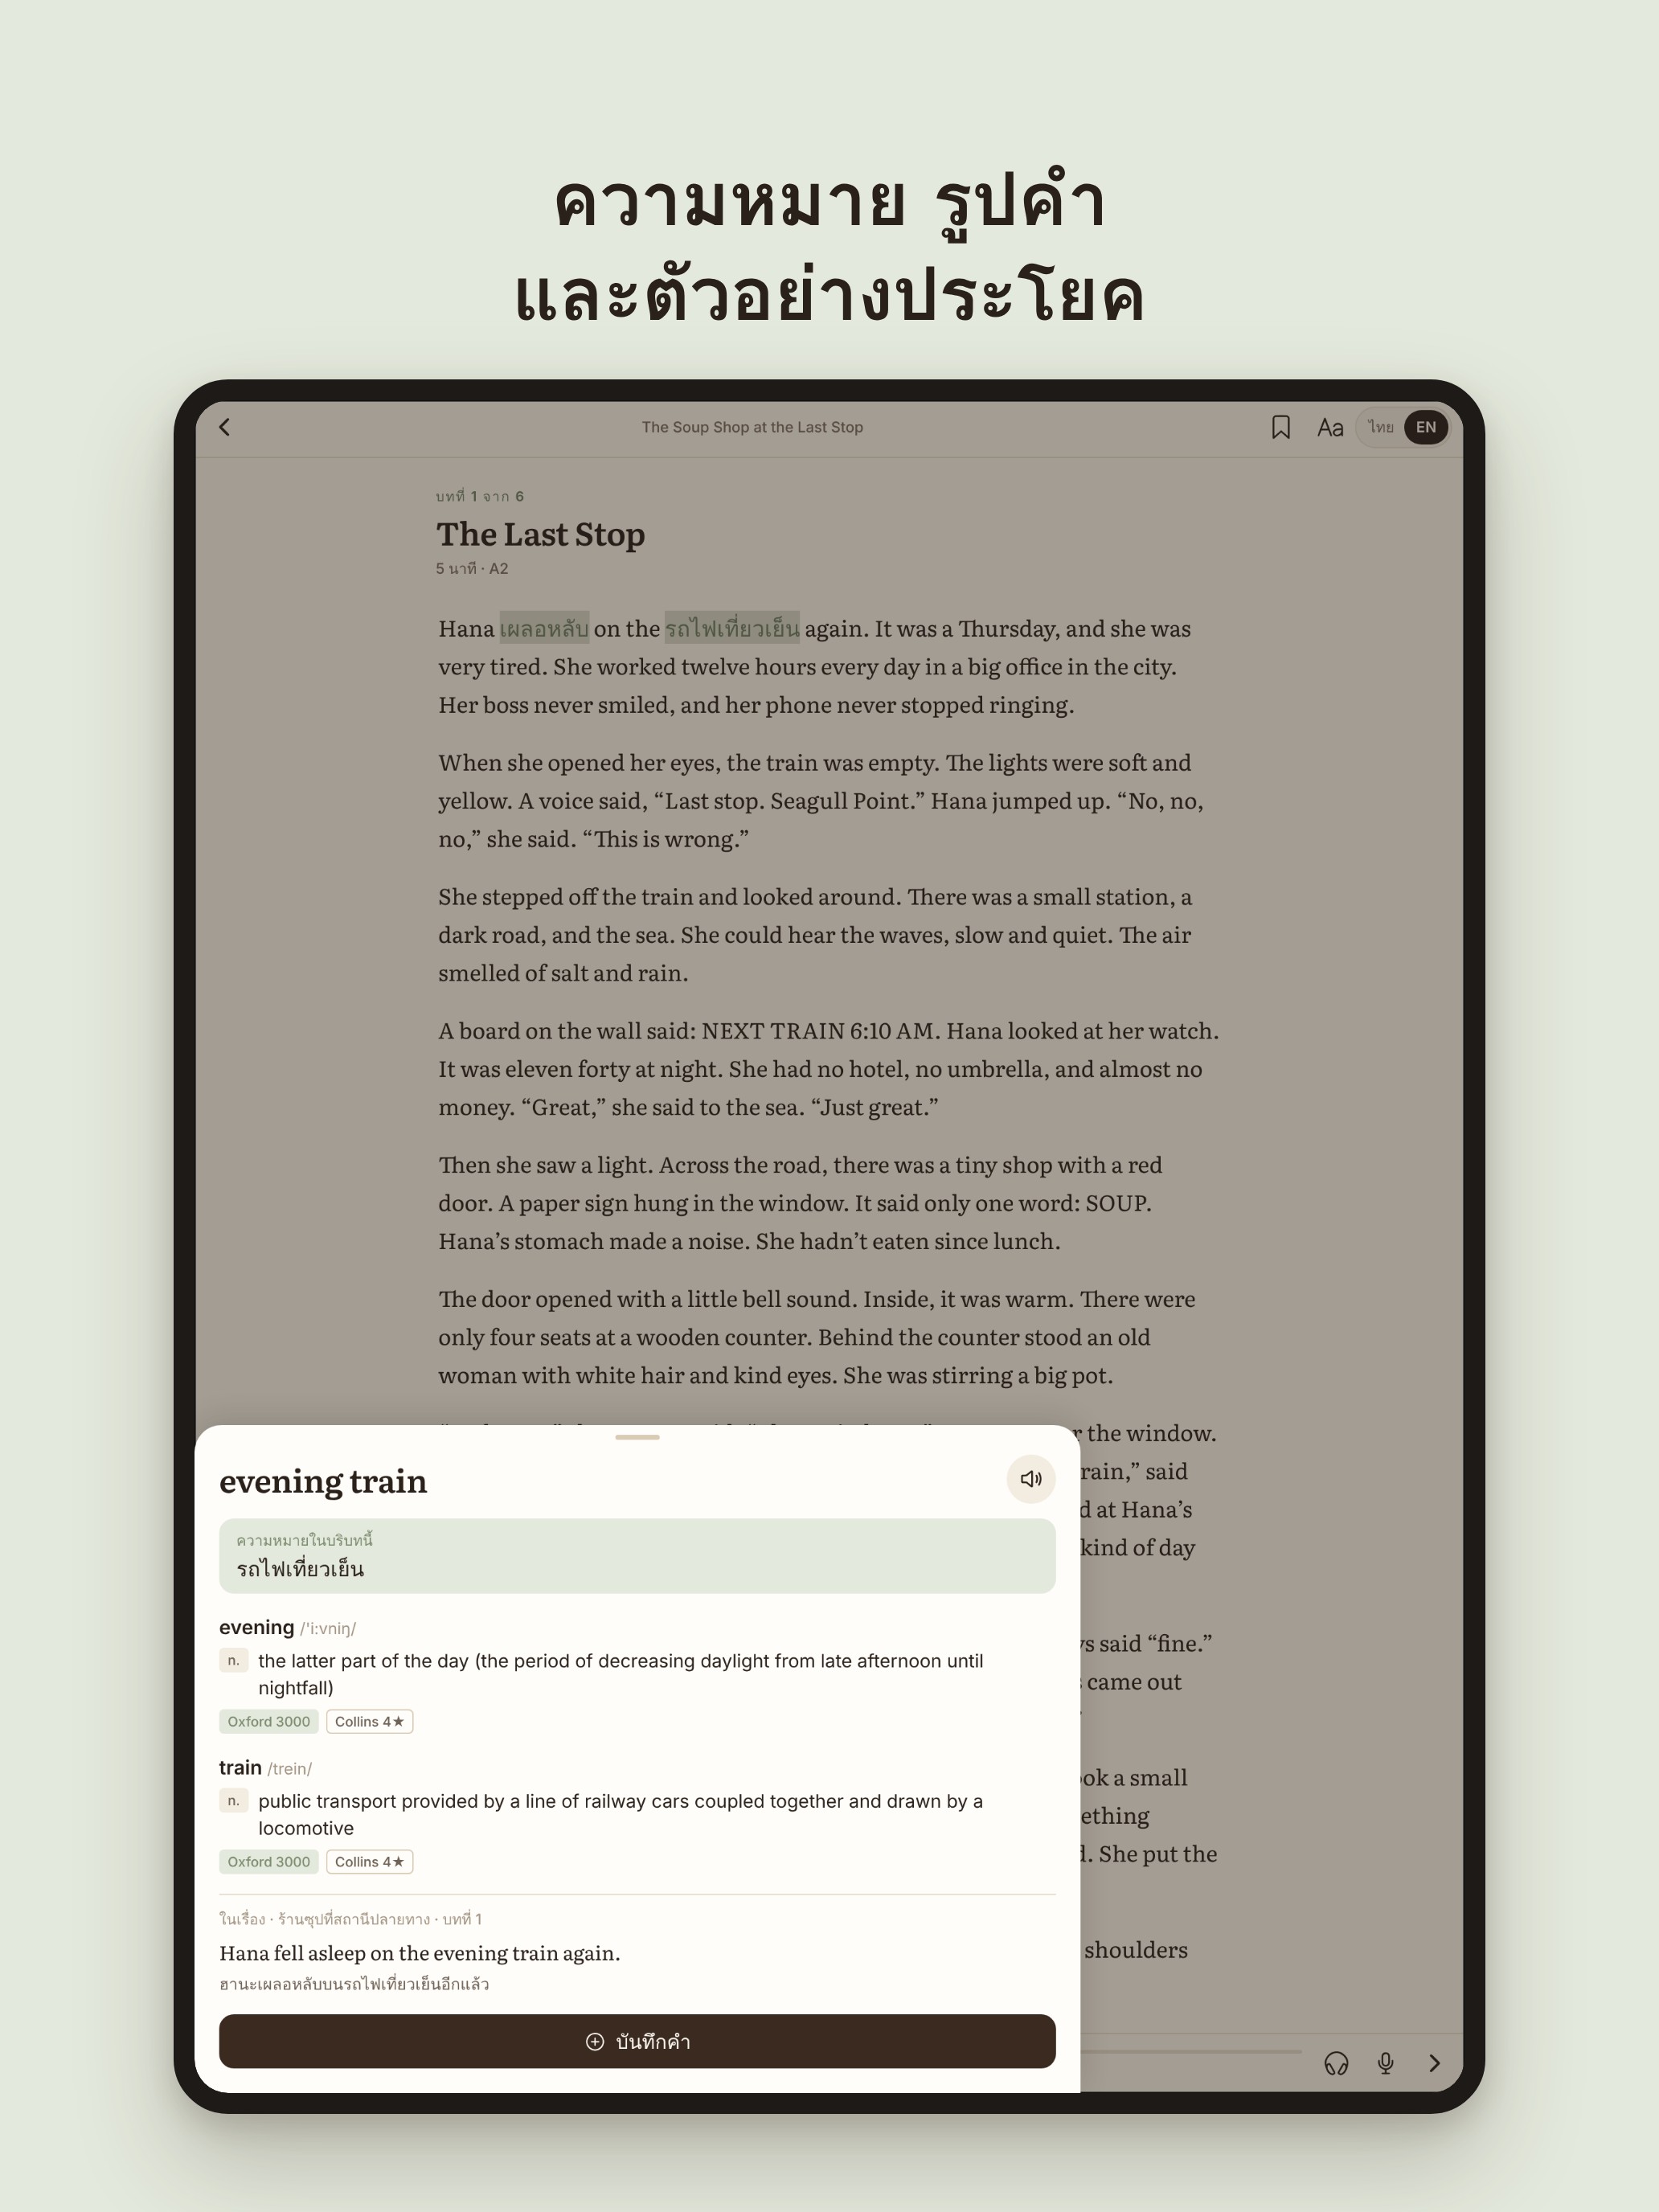 ความหมาย รูปคำ
และตัวอย่างประโยค
The Soup Shop at the Last Stop
Aa
ไทย
EN
บทที่ 1 จาก 6
The Last Stop
5 นาที · A2
Hana เผลอหลับ on the รถไฟเที่ยวเย็น again. It was a Thursday, and she was
very tired. She worked twelve hours every day in a big office in the city.
Her boss never smiled, and her phone never stopped ringing.
When she opened her eyes, the train was empty. The lights were soft and
yellow. A voice said, “Last stop. Seagull Point.” Hana jumped up. “No, no,
no,” she said. “This is wrong.”
She stepped off the train and looked around. There was a small station, a
dark road, and the sea. She could hear the waves, slow and quiet. The air
smelled of salt and rain.
A board on the wall said: NEXT TRAIN 6:10 AM. Hana looked at her watch.
It was eleven forty at night. She had no hotel, no umbrella, and almost no
money. “Great,” she said to the sea. “Just great.”
Then she saw a light. Across the road, there was a tiny shop with a red
door. A paper sign hung in the window. It said only one word: SOUP.
Hana’s stomach made a noise. She hadn’t eaten since lunch.
The door opened with a little bell sound. Inside, it was warm. There were
only four seats at a wooden counter. Behind the counter stood an old
woman with white hair and kind eyes. She was stirring a big pot.
the window.
rain,” said
at Hana’s
kind of day
said “fine.”
came out
a small
ething
. She put the
shoulders
evening train
ความหมายในบริบทนี้
รถไฟเที่ยวเย็น
evening /'i:vniŋ/
n. the latter part of the day (the period of decreasing daylight from late afternoon until
nightfall)
Oxford 3000 Collins 4★
train /trein/
n. public transport provided by a line of railway cars coupled together and drawn by a
locomotive
Oxford 3000 Collins 4★
ในเรื่อง · ร้านซุปที่สถานีปลายทาง · บทที่ 1
Hana fell asleep on the evening train again.
ฮานะเผลอหลับบนรถไฟเที่ยวเย็นอีกแล้ว
บันทึกคำ